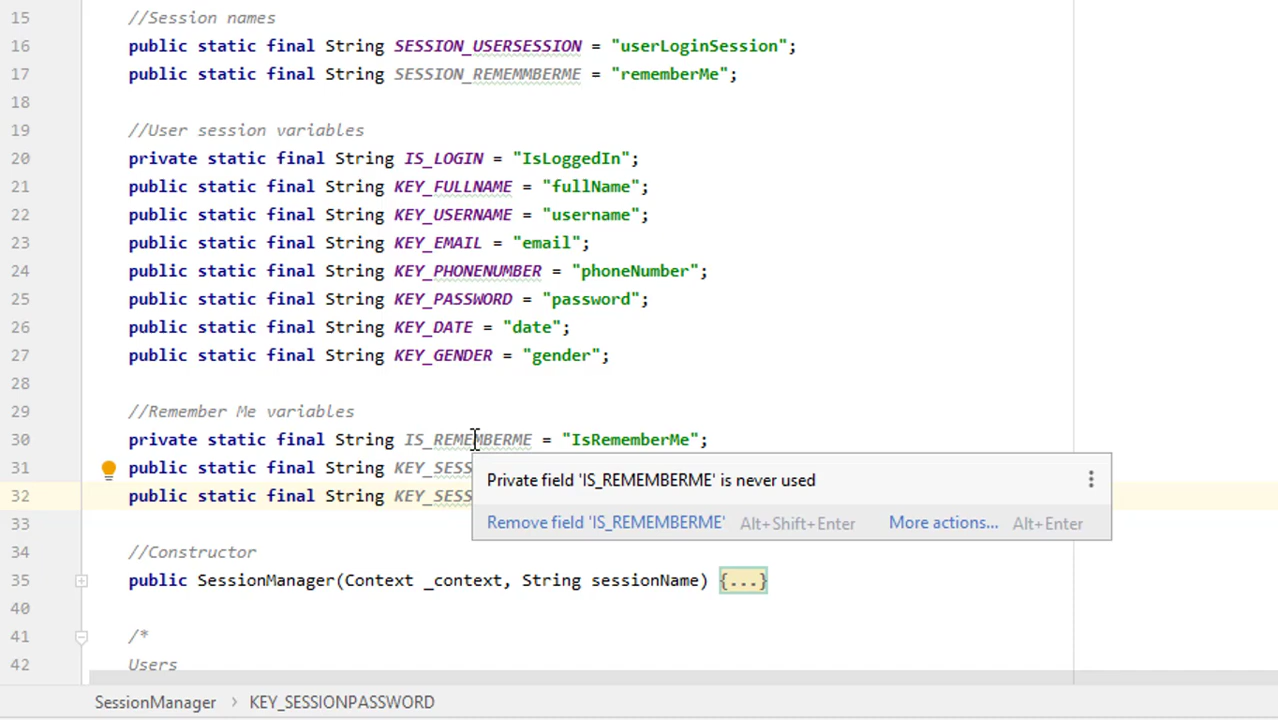 15 //Session names
16 public static final String SESSION_USERSESSION = "userLoginSession";
17 public static final String SESSION_REMEMMBERME = "rememberMe";
18
19 //User session variables
20 private static final String IS_LOGIN = "IsLoggedIn";
21 public static final String KEY_FULLNAME = "fullName";
22 public static final String KEY_USERNAME = "username";
23 public static final String KEY_EMAIL = "email";
24 public static final String KEY_PHONENUMBER = "phoneNumber";
25 public static final String KEY_PASSWORD = "password";
26 public static final String KEY_DATE = "date";
27 public static final String KEY_GENDER = "gender";
28
29 //Remember Me variables
30 private static final String IS_REMEMBERME = "IsRememberMe";
31 public static final String KEY_SESS
Private field 'IS_REMEMBERME' is never used
32 public static final String KEY_SESS
Remove field 'IS_REMEMBERME' Alt+Shift+Enter More actions... Alt+Enter
33
34 //Constructor
35 public SessionManager(Context _context, String sessionName) {...}
40
41 /*
42 Users
SessionManager > KEY_SESSIONPASSWORD